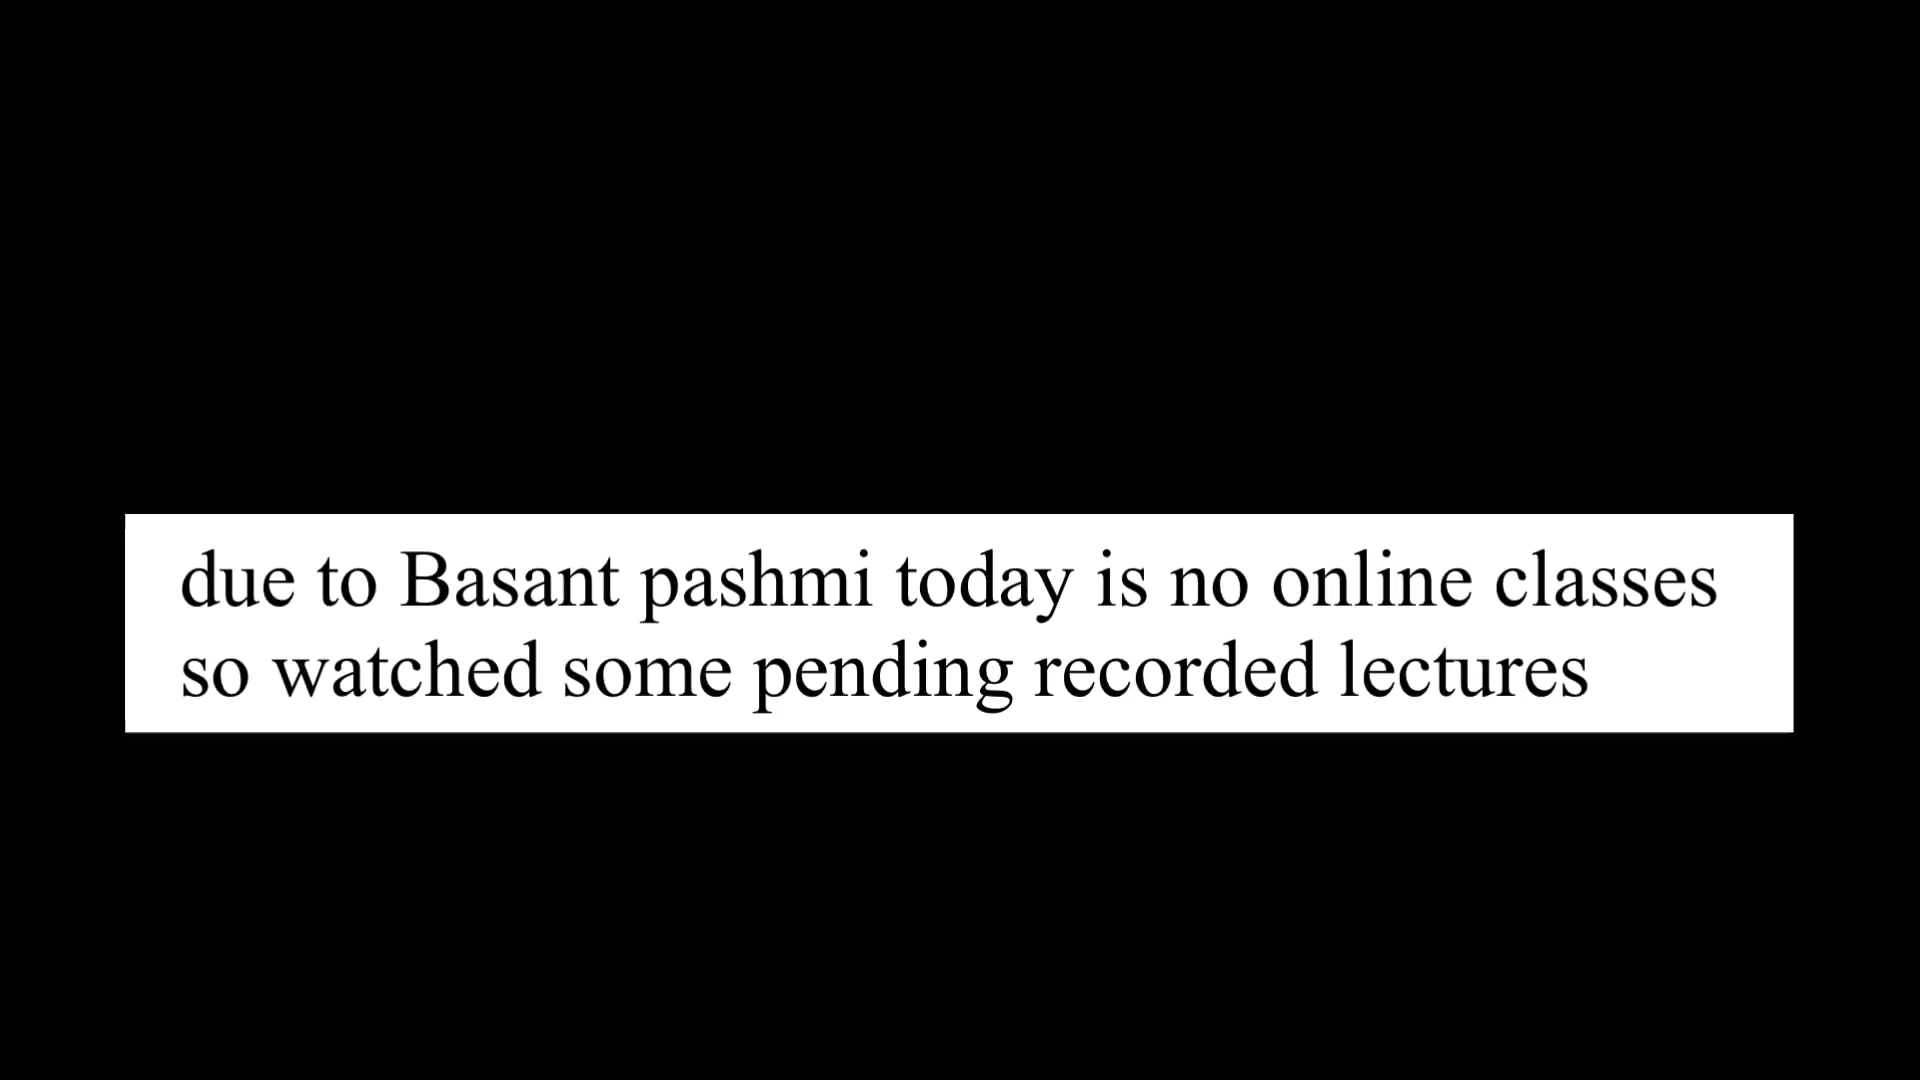 due to Basant pashmi today is no online classes
so watched some pending recorded lectures